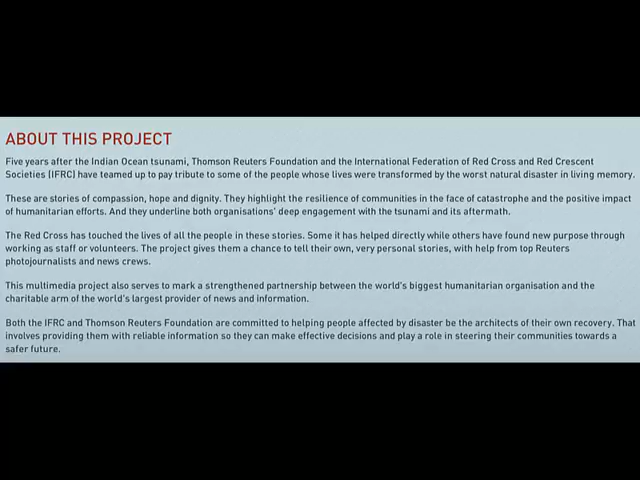 ABOUT THIS PROJECT
Five years after the Indian Ocean tsunami, Thomson Reuters Foundation and the International Federation of Red Cross and Red Crescent
Societies (IFRC) have teamed up to pay tribute to some of the people whose lives were transformed by the worst natural disaster in living memory.
These are stories of compassion, hope and dignity. They highlight the resilience of communities in the face of catastrophe and the positive impact
of humanitarian efforts. And they underline both organisations' deep engagement with the tsunami and its aftermath.
The Red Cross has touched the lives of all the people in these stories. Some it has helped directly while others have found new purpose through
working as staff or volunteers. The project gives them a chance to tell their own, very personal stories, with help from top Reuters
photojournalists and news crews.
This multimedia project also serves to mark a strengthened partnership between the world's biggest humanitarian organisation and the
charitable arm of the world's largest provider of news and information.
Both the IFRC and Thomson Reuters Foundation are committed to helping people affected by disaster be the architects of their own recovery. That
involves providing them with reliable information so they can make effective decisions and play a role in steering their communities towards a
safer future.